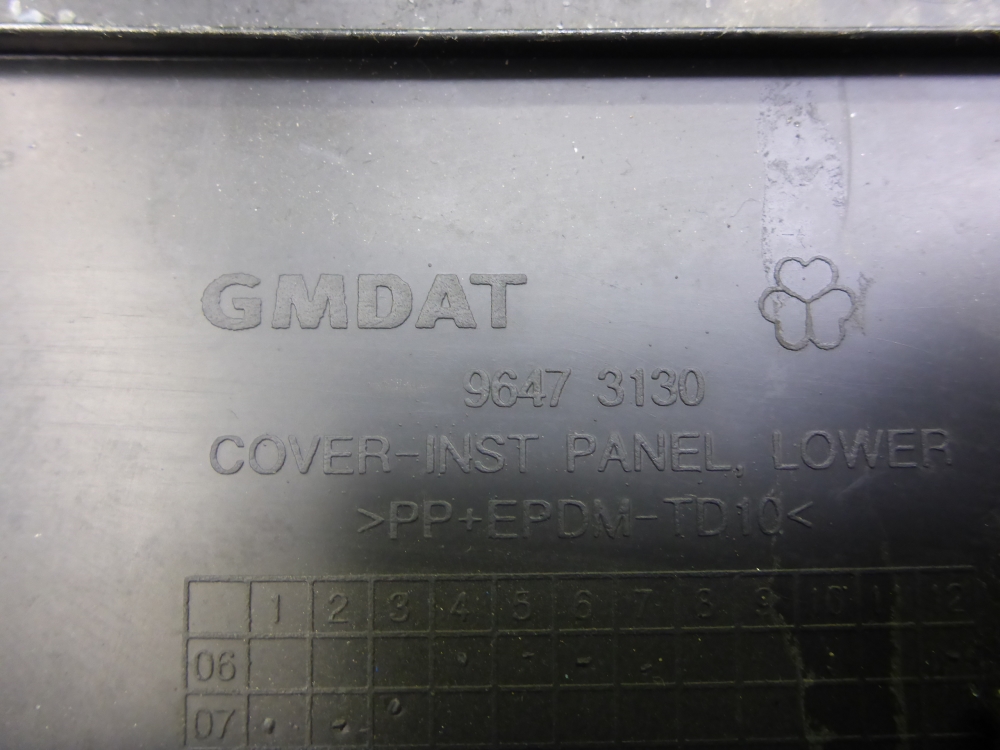 GMDAT
9647 3130
COVER-INST PANEL, LOWER
>PP+EPDM-TD10<
1 2 3 4 5 6 7 8 9 10 11 12
06
07